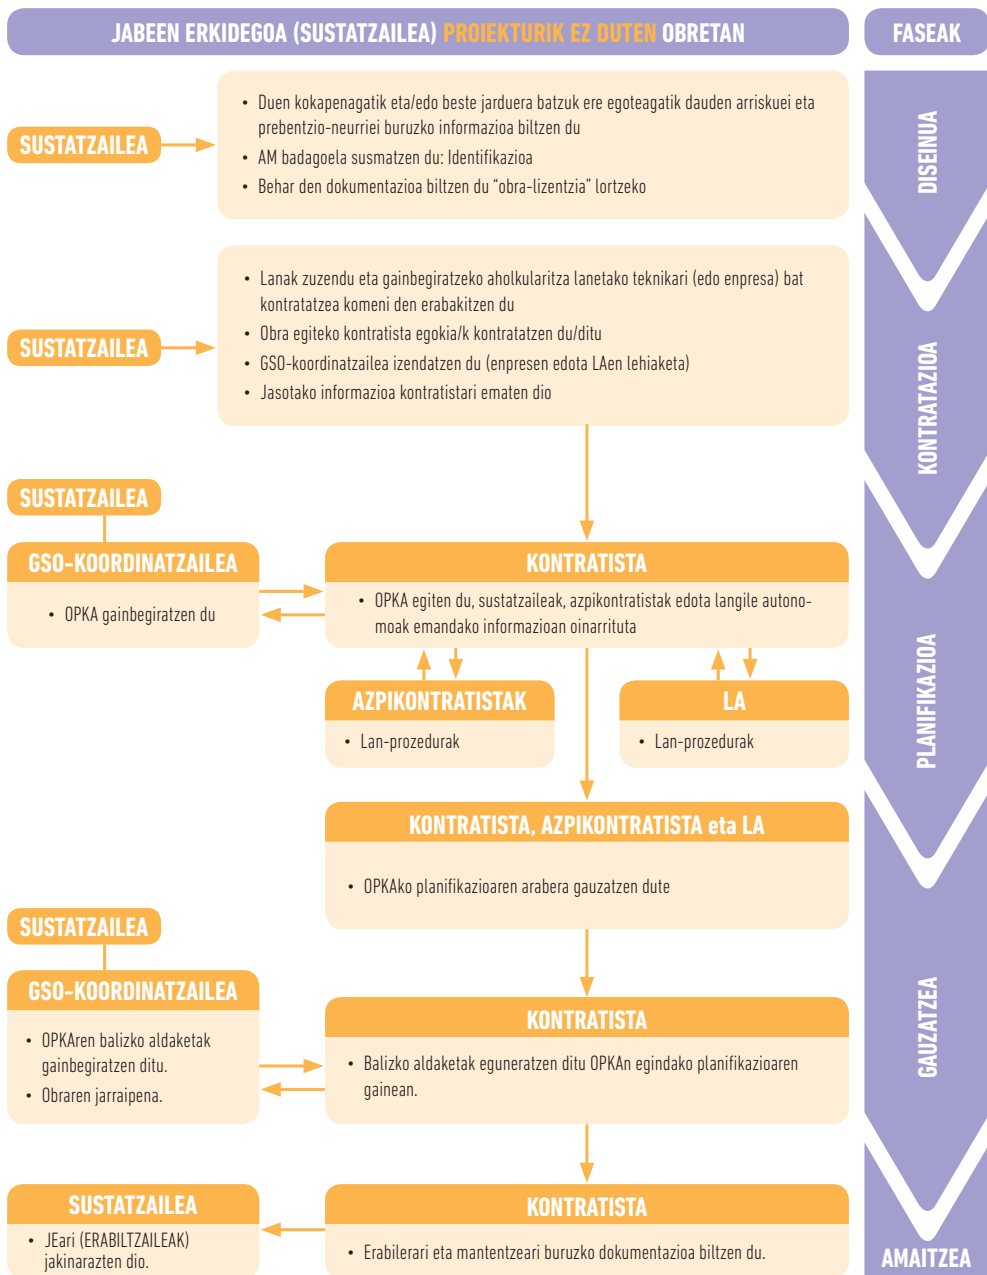 JABEEN ERKIDEGOA (SUSTATZAILEA) PROIEKTURIK EZ DUTEN OBRETAN
FASEAK
SUSTATZAILEA
• Duen kokapenagatik eta/edo beste jarduera batzuk ere egoteagatik dauden arriskuei eta
prebentzio-neurriei buruzko informazioa biltzen du
• AM badagoela susmatzen du: Identifikazioa
• Behar den dokumentazioa biltzen du “obra-lizentzia” lortzeko
DISEINUA
SUSTATZAILEA
• Lanak zuzendu eta gainbegiratzeko aholkularitza lanetako teknikari (edo enpresa) bat
kontratatzea komeni den erabakitzen du
• Obra egiteko kontratista egokia/k kontratatzen du/ditu
• GSO-koordinatzailea izendatzen du (enpresen edota LAen lehiaketa)
• Jasotako informazioa kontratistari ematen dio
KONTRATAZIOA
SUSTATZAILEA
GSO-KOORDINATZAILEA
• OPKA gainbegiratzen du
KONTRATISTA
• OPKA egiten du, sustatzaileak, azpikontratistak edota langile autono-
moak emandako informazioan oinarrituta
AZPIKONTRATISTAK
• Lan-prozedurak
LA
• Lan-prozedurak
PLANIFIKAZIOA
KONTRATISTA, AZPIKONTRATISTA eta LA
• OPKAko planifikazioaren arabera gauzatzen dute
SUSTATZAILEA
GSO-KOORDINATZAILEA
• OPKAren balizko aldaketak
gainbegiratzen ditu.
• Obraren jarraipena.
KONTRATISTA
• Balizko aldaketak eguneratzen ditu OPKAn egindako planifikazioaren
gainean.
GAUZATZEA
SUSTATZAILEA
• JEari (ERABILTZAILEAK)
jakinarazten dio.
KONTRATISTA
• Erabilerari eta mantentzeari buruzko dokumentazioa biltzen du.
AMAITZEA